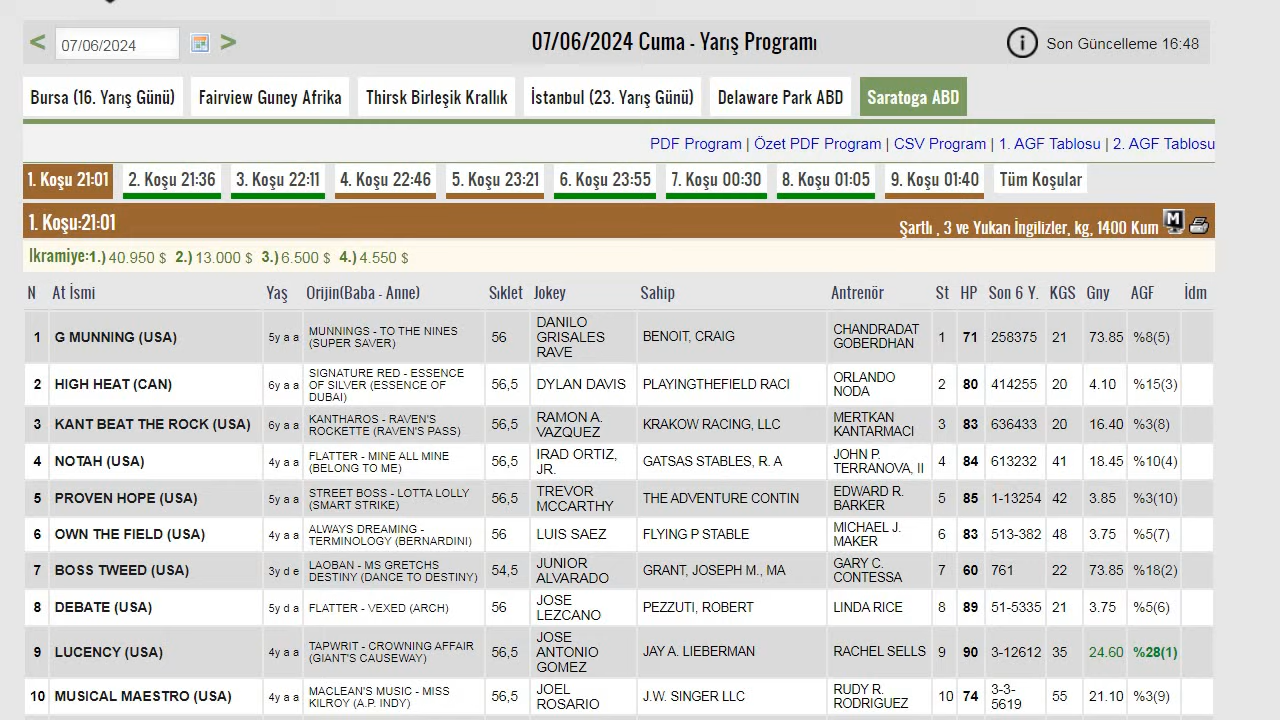 < 07/06/2024 > 07/06/2024 Cuma - Yarış Programı Son Güncelleme 16:48
Bursa (16. Yarış Günü) Fairview Guney Afrika Thirsk Birleşik Krallık İstanbul (23. Yarış Günü) Delaware Park ABD Saratoga ABD
PDF Program | Özet PDF Program | CSV Program | 1. AGF Tablosu | 2. AGF Tablosu
1. Koşu 21:01 2. Koşu 21:36 3. Koşu 22:11 4. Koşu 22:46 5. Koşu 23:21 6. Koşu 23:55 7. Koşu 00:30 8. Koşu 01:05 9. Koşu 01:40 Tüm Koşular
1. Koşu:21:01 Şartlı , 3 ve Yukarı İngilizler, kg, 1400 Kum M
İkramiye:1.) 40.950 $ 2.) 13.000 $ 3.) 6.500 $ 4.) 4.550 $
N At İsmi Yaş Orijin(Baba - Anne) Sıklet Jokey Sahip Antrenör St HP Son 6 Y. KGS Gny AGF İdm
1 G MUNNING (USA) 5y a a MUNNINGS - TO THE NINES (SUPER SAVER) 56 DANILO GRISALES RAVE BENOIT, CRAIG CHANDRADAT GOBERDHAN 1 71 258375 21 73.85 %8(5)
2 HIGH HEAT (CAN) 6y a a SIGNATURE RED - ESSENCE OF SILVER (ESSENCE OF DUBAI) 56,5 DYLAN DAVIS PLAYINGTHEFIELD RACI ORLANDO NODA 2 80 414255 20 4.10 %15(3)
3 KANT BEAT THE ROCK (USA) 6y a a KANTHAROS - RAVEN'S ROCKETTE (RAVEN'S PASS) 56,5 RAMON A. VAZQUEZ KRAKOW RACING, LLC MERTKAN KANTARMACI 3 83 636433 20 16.40 %3(8)
4 NOTAH (USA) 4y a a FLATTER - MINE ALL MINE (BELONG TO ME) 56,5 IRAD ORTIZ, JR. GATSAS STABLES, R. A JOHN P. TERRANOVA, II 4 84 613232 41 18.45 %10(4)
5 PROVEN HOPE (USA) 5y a a STREET BOSS - LOTTA LOLLY (SMART STRIKE) 56,5 TREVOR MCCARTHY THE ADVENTURE CONTIN EDWARD R. BARKER 5 85 1-13254 42 3.85 %3(10)
6 OWN THE FIELD (USA) 4y a a ALWAYS DREAMING - TERMINOLOGY (BERNARDINI) 56 LUIS SAEZ FLYING P STABLE MICHAEL J. MAKER 6 83 513-382 48 3.75 %5(7)
7 BOSS TWEED (USA) 3y d e LAOBAN - MS GRETCHS DESTINY (DANCE TO DESTINY) 54,5 JUNIOR ALVARADO GRANT, JOSEPH M., MA GARY C. CONTESSA 7 60 761 22 73.85 %18(2)
8 DEBATE (USA) 5y d a FLATTER - VEXED (ARCH) 56 JOSE LEZCANO PEZZUTI, ROBERT LINDA RICE 8 89 51-5335 21 3.75 %5(6)
9 LUCENCY (USA) 4y a a TAPWRIT - CROWNING AFFAIR (GIANT'S CAUSEWAY) 56,5 JOSE ANTONIO GOMEZ JAY A. LIEBERMAN RACHEL SELLS 9 90 3-12612 35 24.60 %28(1)
10 MUSICAL MAESTRO (USA) 4y a a MACLEAN'S MUSIC - MISS KILROY (A.P. INDY) 56,5 JOEL ROSARIO J.W. SINGER LLC RUDY R. RODRIGUEZ 10 74 3-3-5619 55 21.10 %3(9)